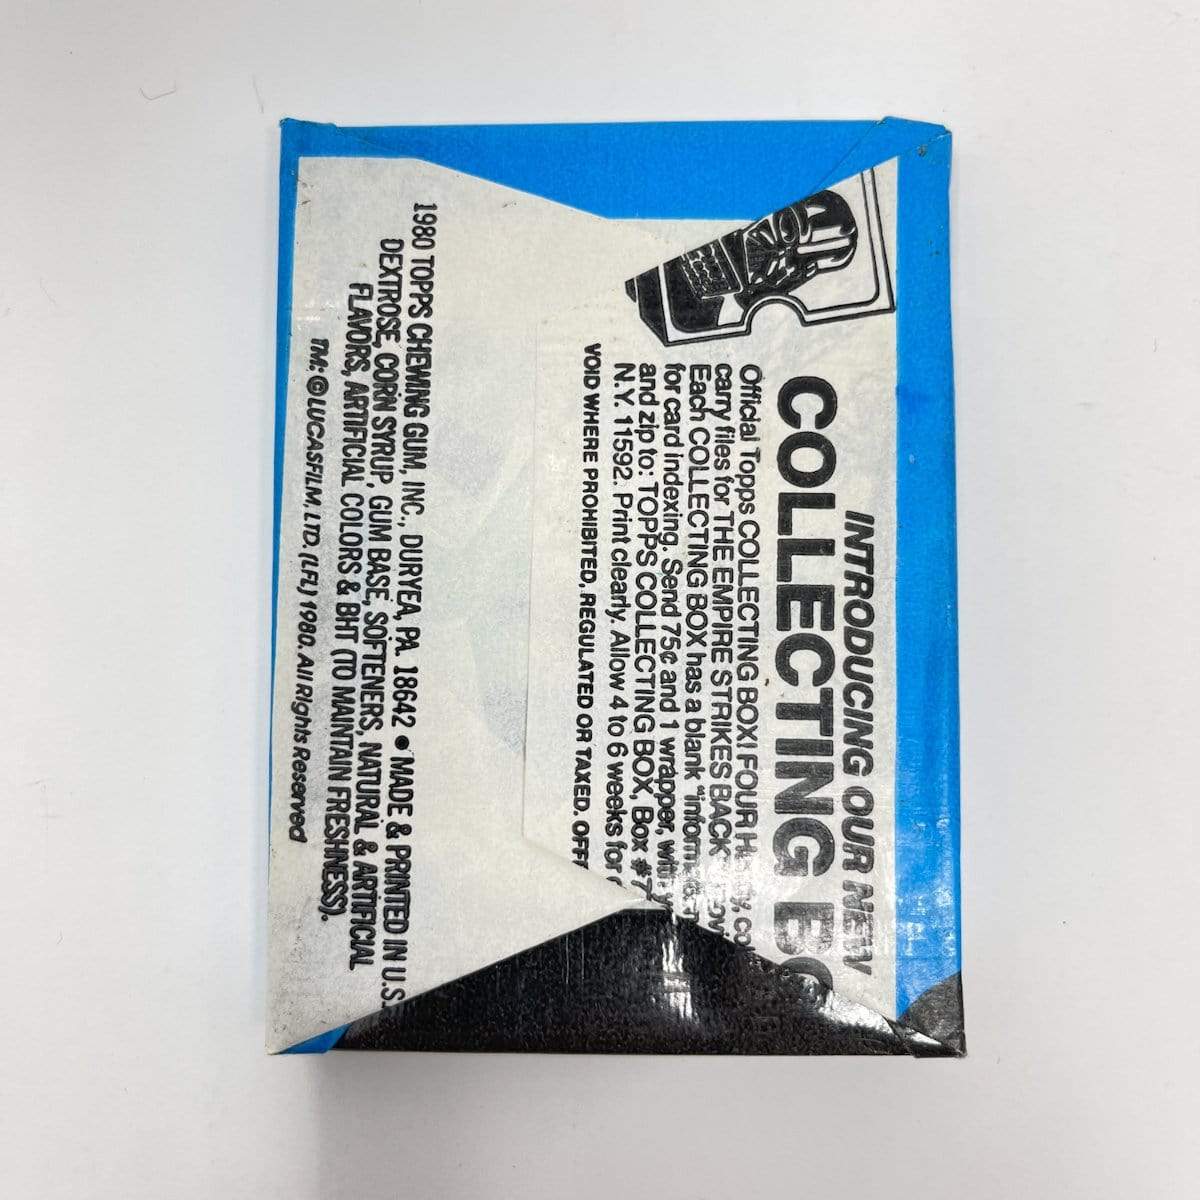 INTRODUCING OUR NEW
COLLECTING
Official Topps COLLECTING BOX! FOUR
carry files for THE EMPIRE STRIKES BACK
Each COLLECTING BOX has a blank
for card indexing. Send 75¢ and 1 wrapper,
and zip to: TOPPS COLLECTING BOX, Box
N.Y. 11592. Print clearly. Allow 4 to 6 weeks for
VOID WHERE PROHIBITED, REGULATED OR TAXED.
1980 TOPPS CHEWING GUM, INC., DURYEA, PA. 18642 • MADE & PRINTED IN U.S.
DEXTROSE, CORN SYRUP, GUM BASE, SOFTENERS, NATURAL & ARTIFICIAL
FLAVORS, ARTIFICIAL COLORS & BHT (TO MAINTAIN FRESHNESS).
TM: © LUCASFILM, LTD. (LFL) 1980. All Rights Reserved